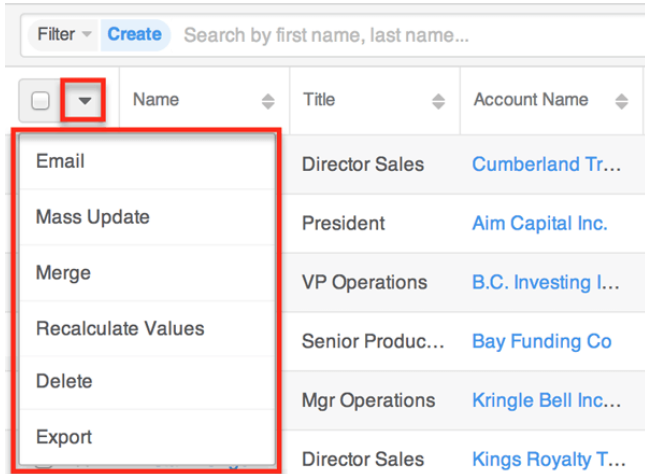 Filter Create Search by first name, last name...
Name Title Account Name
Email Director Sales Cumberland Tr...
Mass Update President Aim Capital Inc.
Merge VP Operations B.C. Investing I...
Recalculate Values Senior Produc... Bay Funding Co
Delete Mgr Operations Kringle Bell Inc...
Export Director Sales Kings Royalty T...